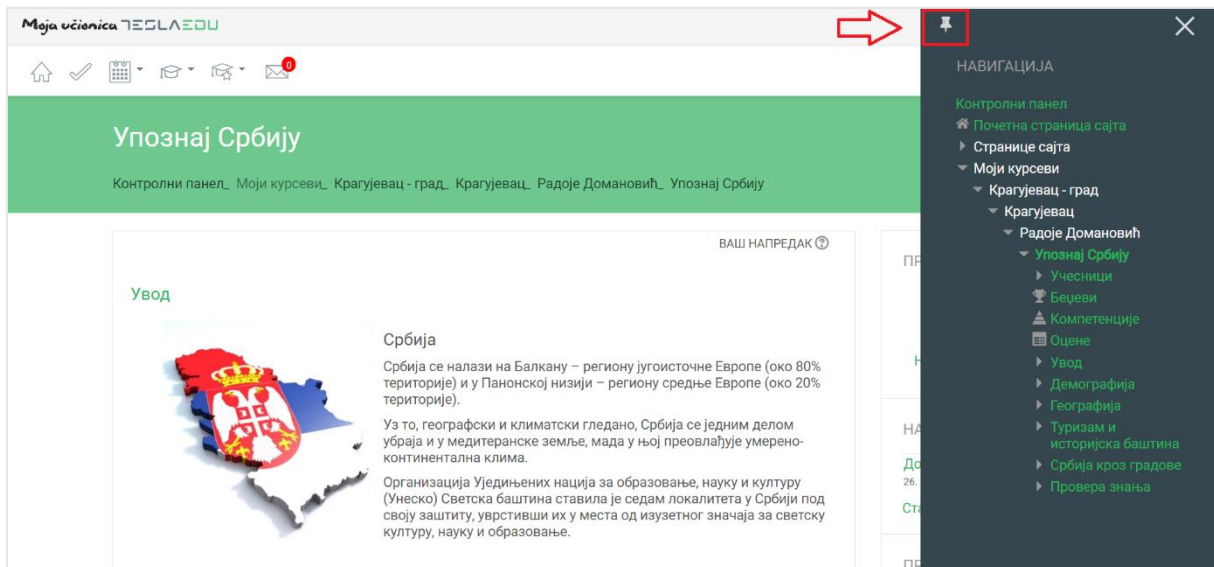 Moja učionica TESLAEDU
0
Упознај Србију
Контролни панел_ Моји курсеви_ Крагујевац - град_ Крагујевац_ Радоје Домановић_ Упознај Србију
ВАШ НАПРЕДАК
Увод
Србија
Србија се налази на Балкану – региону југоисточне Европе (око 80%
територије) и у Панонској низији – региону средње Европе (око 20%
територије).
Уз то, географски и климатски гледано, Србија се једним делом
убраја и у медитеранске земље, мада у њој преовлађује умерено-
континентална клима.
Организација Уједињених нација за образовање, науку и културу
(Унеско) Светска баштина ставила је седам локалитета у Србији под
своју заштиту, уврстивши их у места од изузетног значаја за светску
културу, науку и образовање.
26.
НАВИГАЦИЈА
Контролни панел
Почетна страница сајта
Странице сајта
Моји курсеви
Крагујевац - град
Крагујевац
Радоје Домановић
Упознај Србију
Учесници
Беџеви
Компетенције
Оцене
Увод
Демографија
Географија
Туризам и
историјска баштина
Србија кроз градове
Провера знања